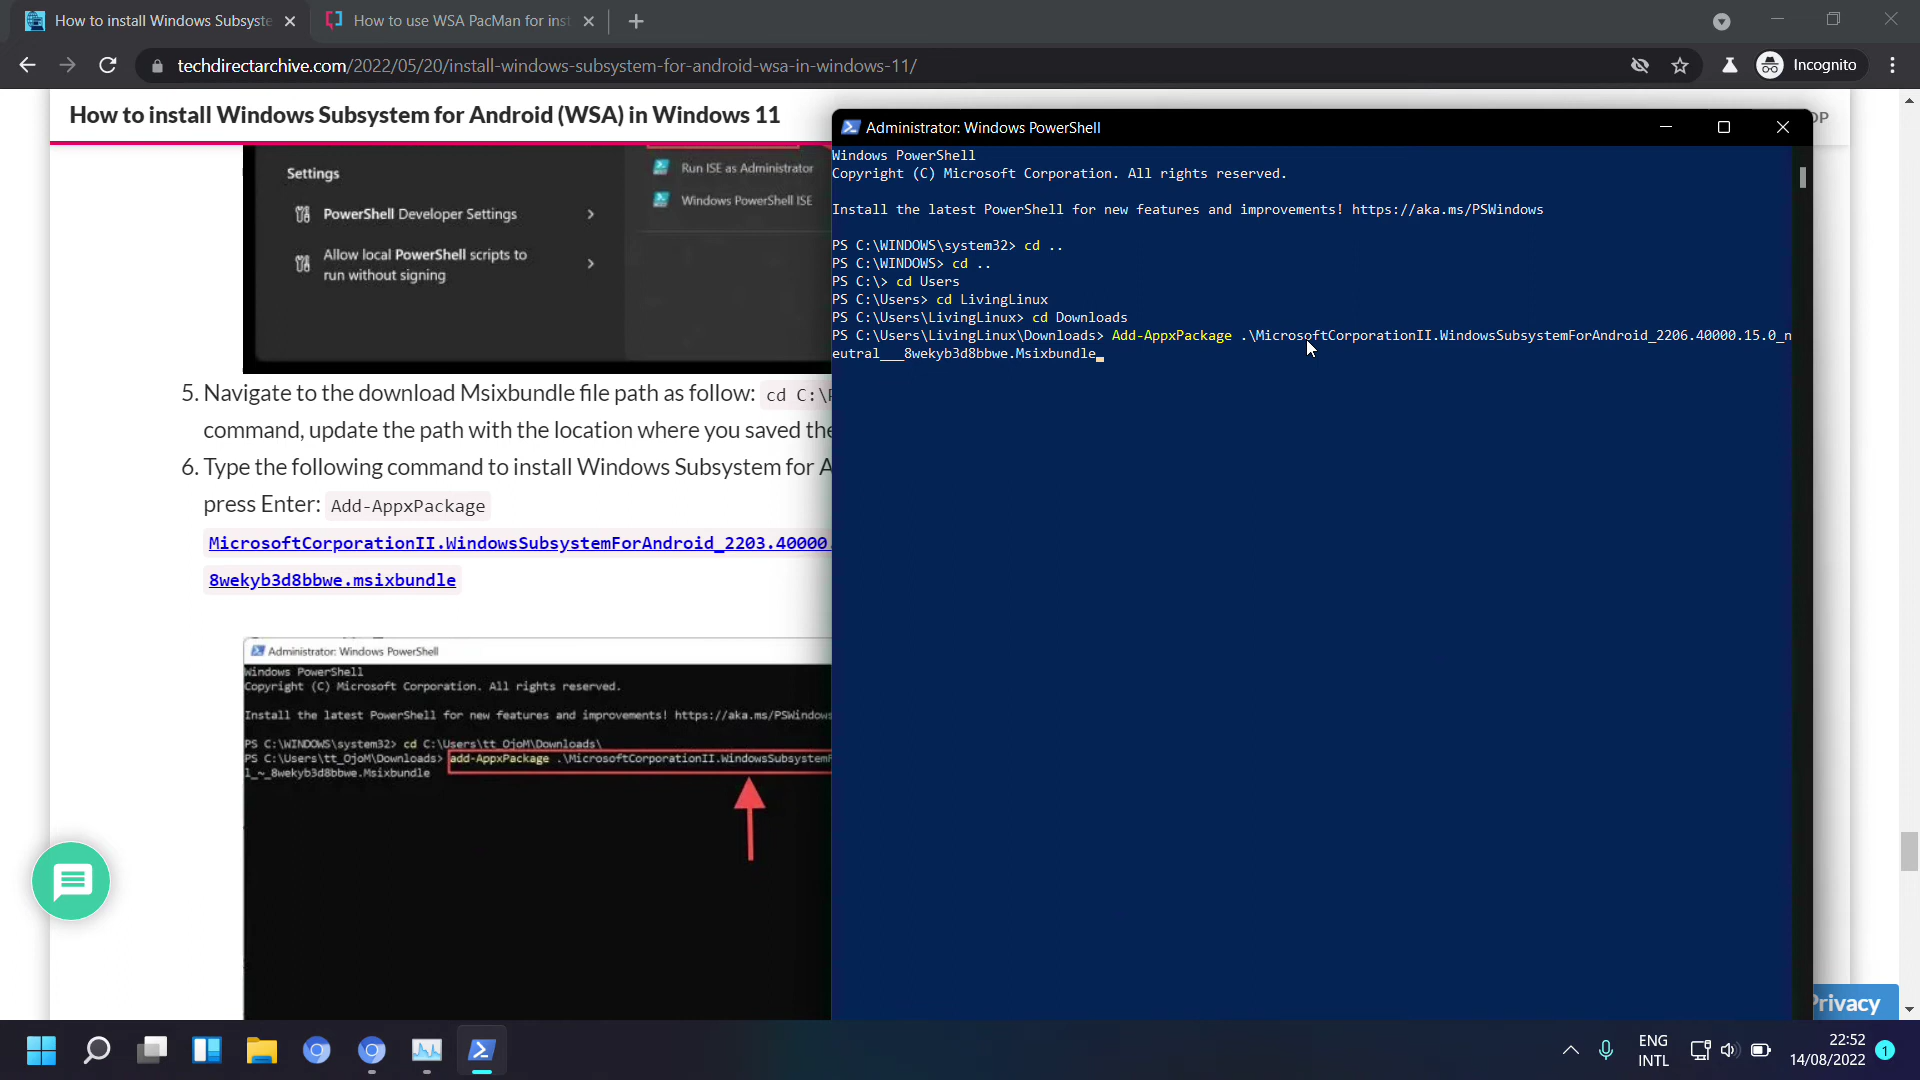 How to install Windows Subsyste
How to use WSA PacMan for inst
techdirectarchive.com/2022/05/20/install-windows-subsystem-for-android-wsa-in-windows-11/
Incognito
How to install Windows Subsystem for Android (WSA) in Windows 11
OP
Settings
PowerShell Developer Settings
Allow local PowerShell scripts to
run without signing
Run ISE as Administrator
Windows PowerShell ISE
5. Navigate to the download Msixbundle file path as follow: cd C:\
command, update the path with the location where you saved the
6. Type the following command to install Windows Subsystem for A
press Enter: Add-AppxPackage
MicrosoftCorporationII.WindowsSubsystemForAndroid_2203.40000.
8wekyb3d8bbwe.msixbundle
Administrator: Windows PowerShell
Windows PowerShell
Copyright (C) Microsoft Corporation. All rights reserved.
Install the latest PowerShell for new features and improvements! https://aka.ms/PSWindows
PS C:\WINDOWS\system32> cd C:\Users\tt_OjoM\Downloads\
PS C:\Users\tt_OjoM\Downloads> add-AppxPackage .\MicrosoftCorporationII.WindowsSubsystemF
l_~_8wekyb3d8bbwe.Msixbundle
Administrator: Windows PowerShell
Windows PowerShell
Copyright (C) Microsoft Corporation. All rights reserved.
Install the latest PowerShell for new features and improvements! https://aka.ms/PSWindows
PS C:\WINDOWS\system32> cd ..
PS C:\WINDOWS> cd ..
PS C:\> cd Users
PS C:\Users> cd LivingLinux
PS C:\Users\LivingLinux> cd Downloads
PS C:\Users\LivingLinux\Downloads> Add-AppxPackage .\MicrosoftCorporationII.WindowsSubsystemForAndroid_2206.40000.15.0_n
eutral___8wekyb3d8bbwe.Msixbundle
Privacy
ENG
INTL
22:52
14/08/2022
1